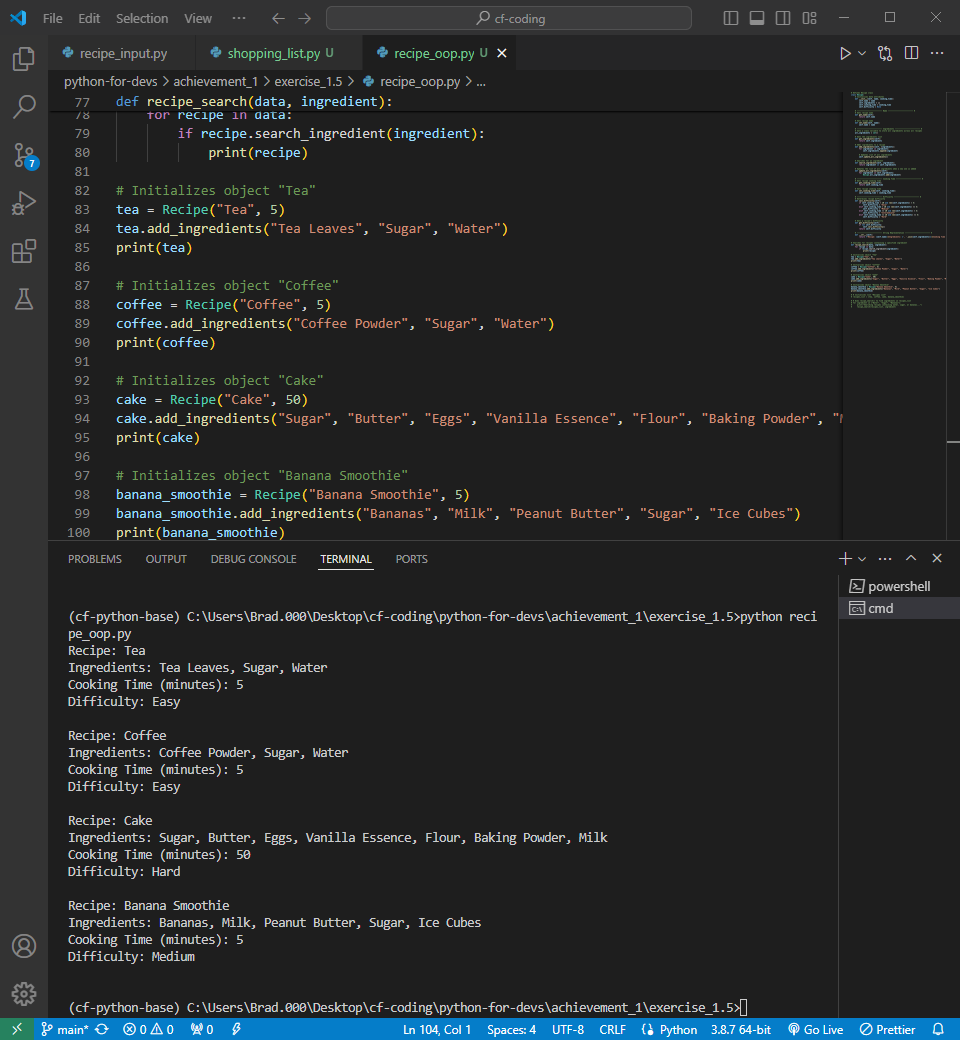 File Edit Selection View ··· cf-coding
recipe_input.py shopping_list.py U recipe_oop.py U
python-for-devs > achievement_1 > exercise_1.5 > recipe_oop.py > ...
77 def recipe_search(data, ingredient):
78 for recipe in data:
79 if recipe.search_ingredient(ingredient):
80 print(recipe)
81
82 # Initializes object "Tea"
83 tea = Recipe("Tea", 5)
84 tea.add_ingredients("Tea Leaves", "Sugar", "Water")
85 print(tea)
86
87 # Initializes object "Coffee"
88 coffee = Recipe("Coffee", 5)
89 coffee.add_ingredients("Coffee Powder", "Sugar", "Water")
90 print(coffee)
91
92 # Initializes object "Cake"
93 cake = Recipe("Cake", 50)
94 cake.add_ingredients("Sugar", "Butter", "Eggs", "Vanilla Essence", "Flour", "Baking Powder", "
95 print(cake)
96
97 # Initializes object "Banana Smoothie"
98 banana_smoothie = Recipe("Banana Smoothie", 5)
99 banana_smoothie.add_ingredients("Bananas", "Milk", "Peanut Butter", "Sugar", "Ice Cubes")
100 print(banana_smoothie)
PROBLEMS OUTPUT DEBUG CONSOLE TERMINAL PORTS
powershell
cmd
7
(cf-python-base) C:\Users\Brad.000\Desktop\cf-coding\python-for-devs\achievement_1\exercise_1.5>python reci
pe_oop.py
Recipe: Tea
Ingredients: Tea Leaves, Sugar, Water
Cooking Time (minutes): 5
Difficulty: Easy
Recipe: Coffee
Ingredients: Coffee Powder, Sugar, Water
Cooking Time (minutes): 5
Difficulty: Easy
Recipe: Cake
Ingredients: Sugar, Butter, Eggs, Vanilla Essence, Flour, Baking Powder, Milk
Cooking Time (minutes): 50
Difficulty: Hard
Recipe: Banana Smoothie
Ingredients: Bananas, Milk, Peanut Butter, Sugar, Ice Cubes
Cooking Time (minutes): 5
Difficulty: Medium
(cf-python-base) C:\Users\Brad.000\Desktop\cf-coding\python-for-devs\achievement_1\exercise_1.5>
main* 0 0 0 Ln 104, Col 1 Spaces: 4 UTF-8 CRLF Python 3.8.7 64-bit Go Live Prettier